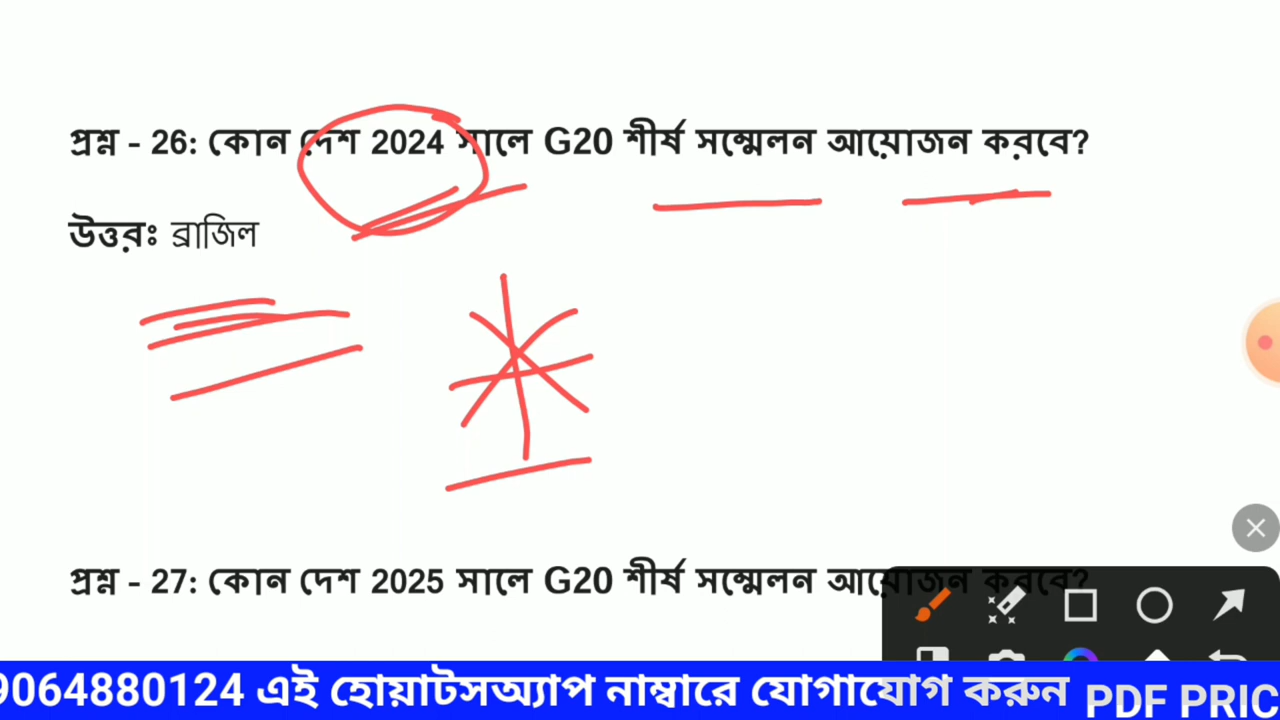 প্রশ্ন - 26: কোন দেশ 2024 সালে G20 শীর্ষ সম্মেলন আয়োজন করবে?
উত্তরঃ ব্রাজিল
প্রশ্ন - 27: কোন দেশ 2025 সালে G20 শীর্ষ সম্মেলন আয়োজন করবে?
9064880124 এই হোয়াটসঅ্যাপ নাম্বারে যোগাযোগ করুন PDF PRIC